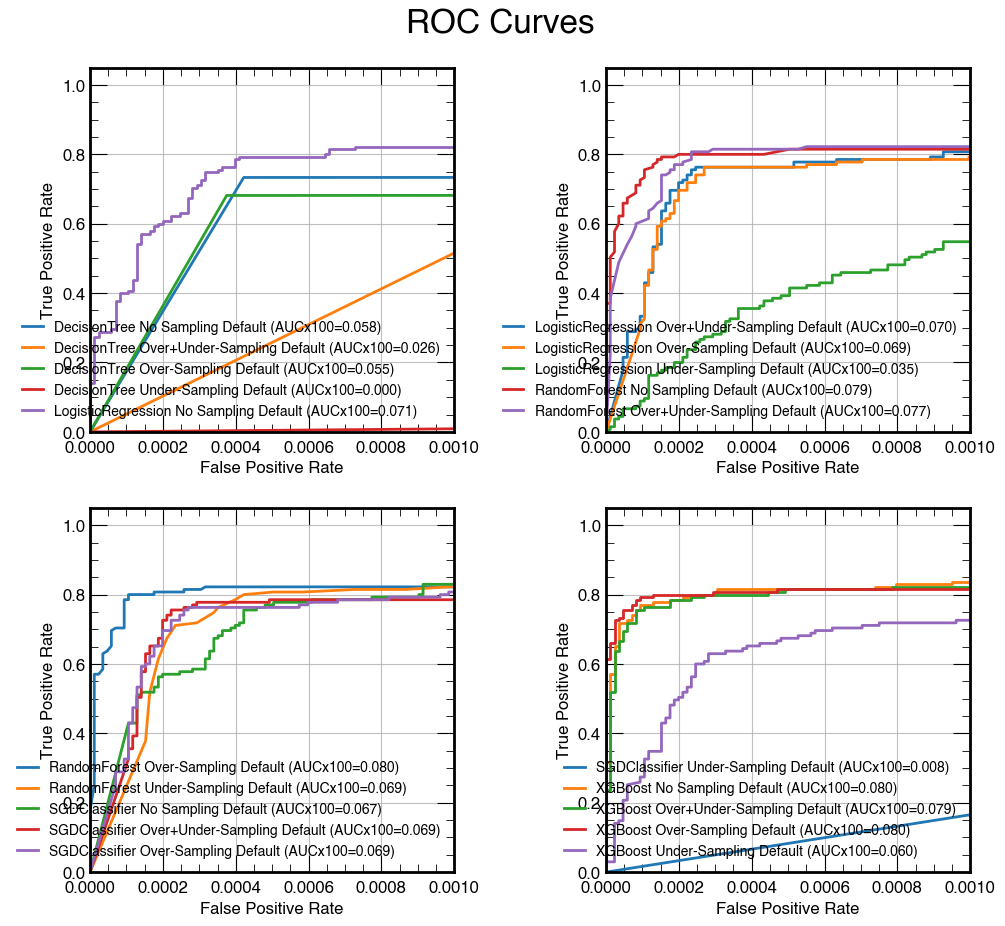 ROC Curves
1.0
0.8
0.6
0.4
0.2
0.0
True Positive Rate
DecisionTree No Sampling Default (AUCx100=0.058)
DecisionTree Over+Under-Sampling Default (AUCx100=0.026)
DecisionTree Over-Sampling Default (AUCx100=0.055)
DecisionTree Under-Sampling Default (AUCx100=0.000)
LogisticRegression No Sampling Default (AUCx100=0.071)
0.0000 0.0002 0.0004 0.0006 0.0008 0.0010
False Positive Rate
1.0
0.8
0.6
0.4
0.2
0.0
True Positive Rate
LogisticRegression Over+Under-Sampling Default (AUCx100=0.070)
LogisticRegression Over-Sampling Default (AUCx100=0.069)
LogisticRegression Under-Sampling Default (AUCx100=0.035)
RandomForest No Sampling Default (AUCx100=0.079)
RandomForest Over+Under-Sampling Default (AUCx100=0.077)
0.0000 0.0002 0.0004 0.0006 0.0008 0.0010
False Positive Rate
1.0
0.8
0.6
0.4
0.2
0.0
True Positive Rate
RandomForest Over-Sampling Default (AUCx100=0.080)
RandomForest Under-Sampling Default (AUCx100=0.069)
SGDClassifier No Sampling Default (AUCx100=0.067)
SGDClassifier Over+Under-Sampling Default (AUCx100=0.069)
SGDClassifier Over-Sampling Default (AUCx100=0.069)
0.0000 0.0002 0.0004 0.0006 0.0008 0.0010
False Positive Rate
1.0
0.8
0.6
0.4
0.2
0.0
True Positive Rate
SGDClassifier Under-Sampling Default (AUCx100=0.008)
XGBoost No Sampling Default (AUCx100=0.080)
XGBoost Over+Under-Sampling Default (AUCx100=0.079)
XGBoost Over-Sampling Default (AUCx100=0.080)
XGBoost Under-Sampling Default (AUCx100=0.060)
0.0000 0.0002 0.0004 0.0006 0.0008 0.0010
False Positive Rate